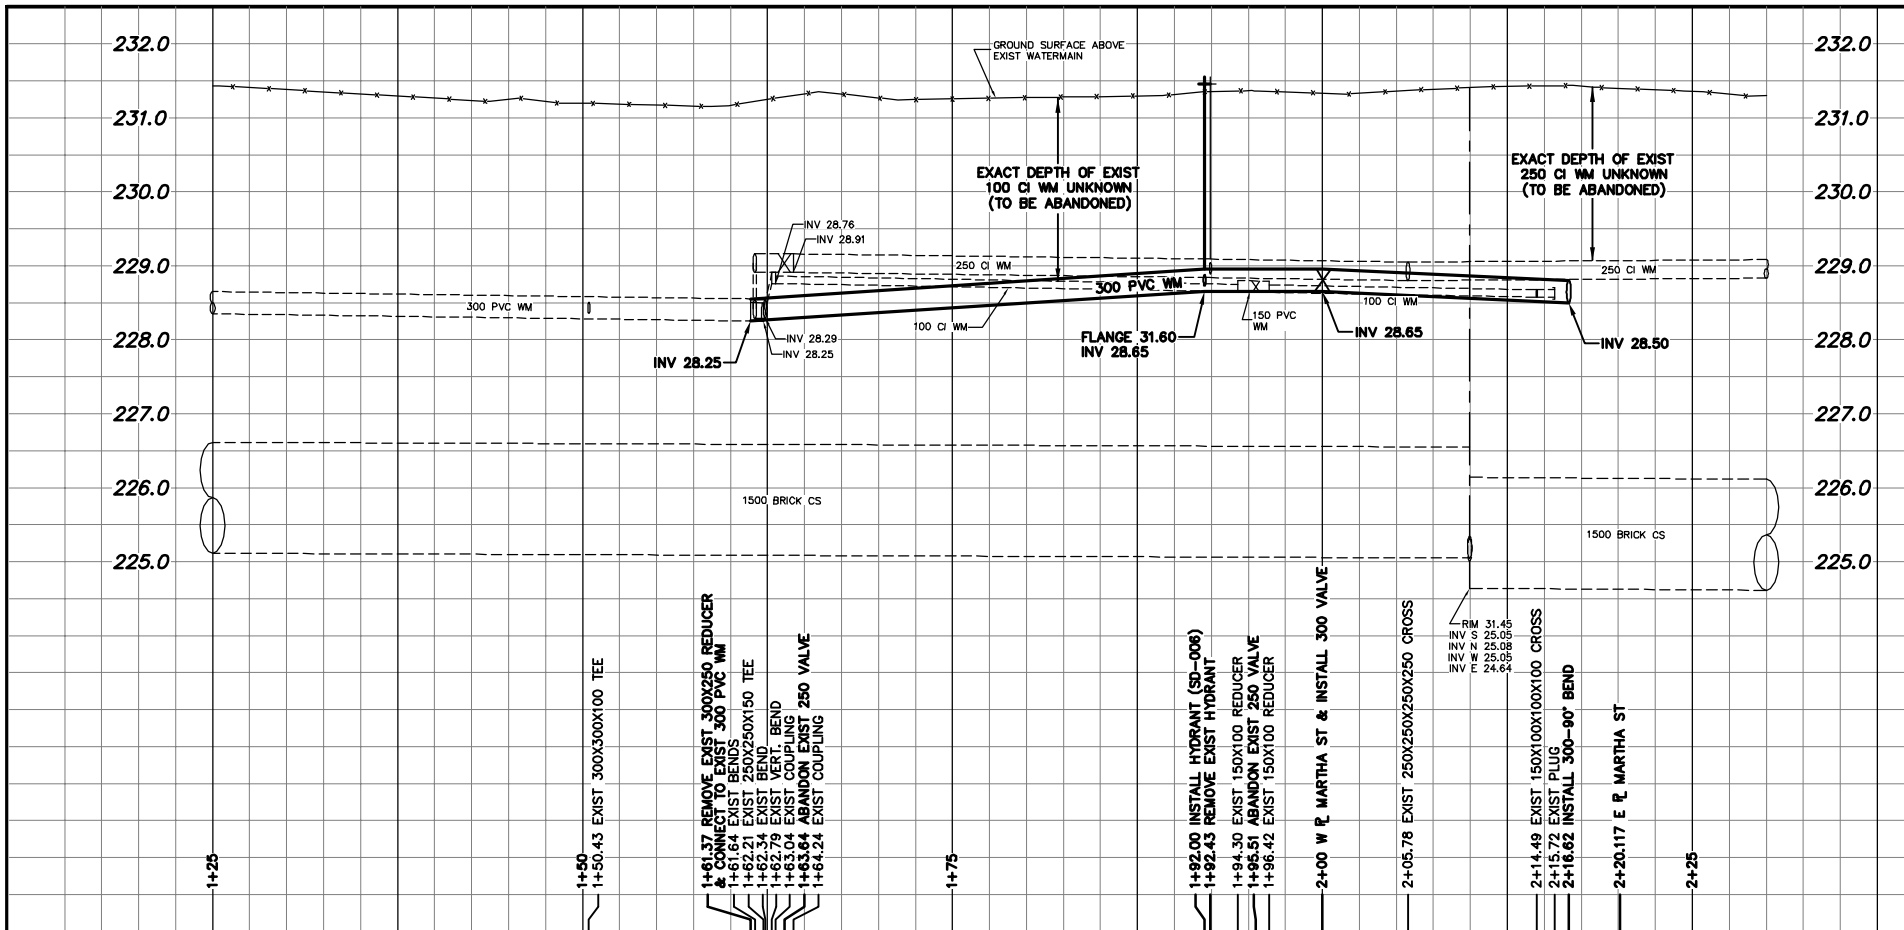 232.0
232.0
GROUND SURFACE ABOVE
EXIST WATERMAIN
231.0
231.0
EXACT DEPTH OF EXIST
100 CI WM UNKNOWN
(TO BE ABANDONED)
EXACT DEPTH OF EXIST
250 CI WM UNKNOWN
(TO BE ABANDONED)
230.0
230.0
INV 28.76
INV 28.91
229.0
250 CI WM
250 CI WM
229.0
300 PVC WM
300 PVC WM
100 CI WM
150 PVC
WM
100 CI WM
228.0
INV 28.29
INV 28.25
INV 28.25
FLANGE 31.60
INV 28.65
INV 28.65
INV 28.50
228.0
227.0
227.0
226.0
226.0
1500 BRICK CS
1500 BRICK CS
225.0
225.0
RIM 31.45
INV S 25.05
INV N 25.08
INV W 25.05
INV E 24.64
1+25
1+50
1+50.43 EXIST 300X300X100 TEE
1+61.37 REMOVE EXIST 300X250 REDUCER
& CONNECT TO EXIST 300 PVC WM
1+61.64 EXIST BENDS
1+62.21 EXIST 250X250X150 TEE
1+62.34 EXIST BEND
1+62.79 EXIST VERT. BEND
1+63.04 EXIST COUPLING
1+63.64 ABANDON EXIST 250 VALVE
1+64.24 EXIST COUPLING
1+75
1+92.00 INSTALL HYDRANT (SD-006)
1+92.43 REMOVE EXIST HYDRANT
1+94.30 EXIST 150X100 REDUCER
1+95.51 ABANDON EXIST 250 VALVE
1+96.42 EXIST 150X100 REDUCER
2+00 W PL MARTHA ST & INSTALL 300 VALVE
2+05.78 EXIST 250X250X250X250 CROSS
2+14.49 EXIST 150X100X100X100 CROSS
2+15.72 EXIST PLUG
2+16.62 INSTALL 300-90° BEND
2+20.117 E PL MARTHA ST
2+25